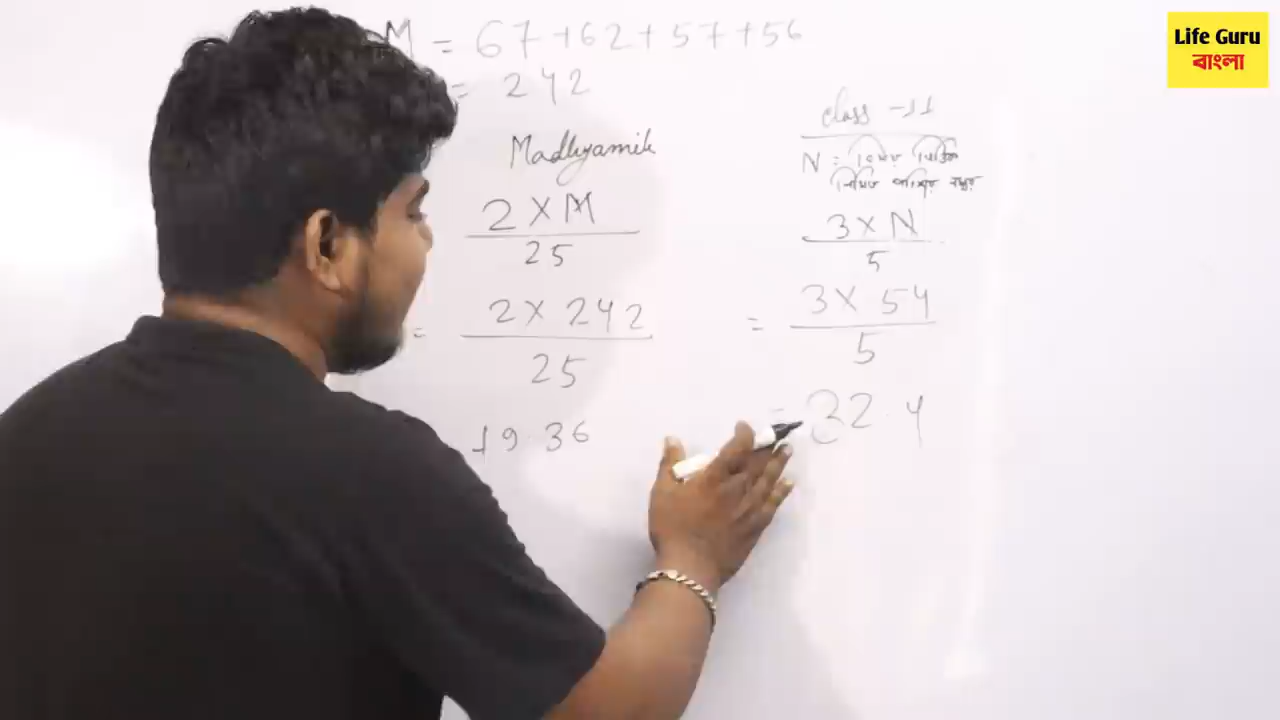 Life Guru
বাংলা
M = 67+62+57+56
= 242
Madhyamik
2 X M
25
= 2 X 242
25
19.36
class -11
N =
3 X N
5
= 3 X 54
5
= 32.4